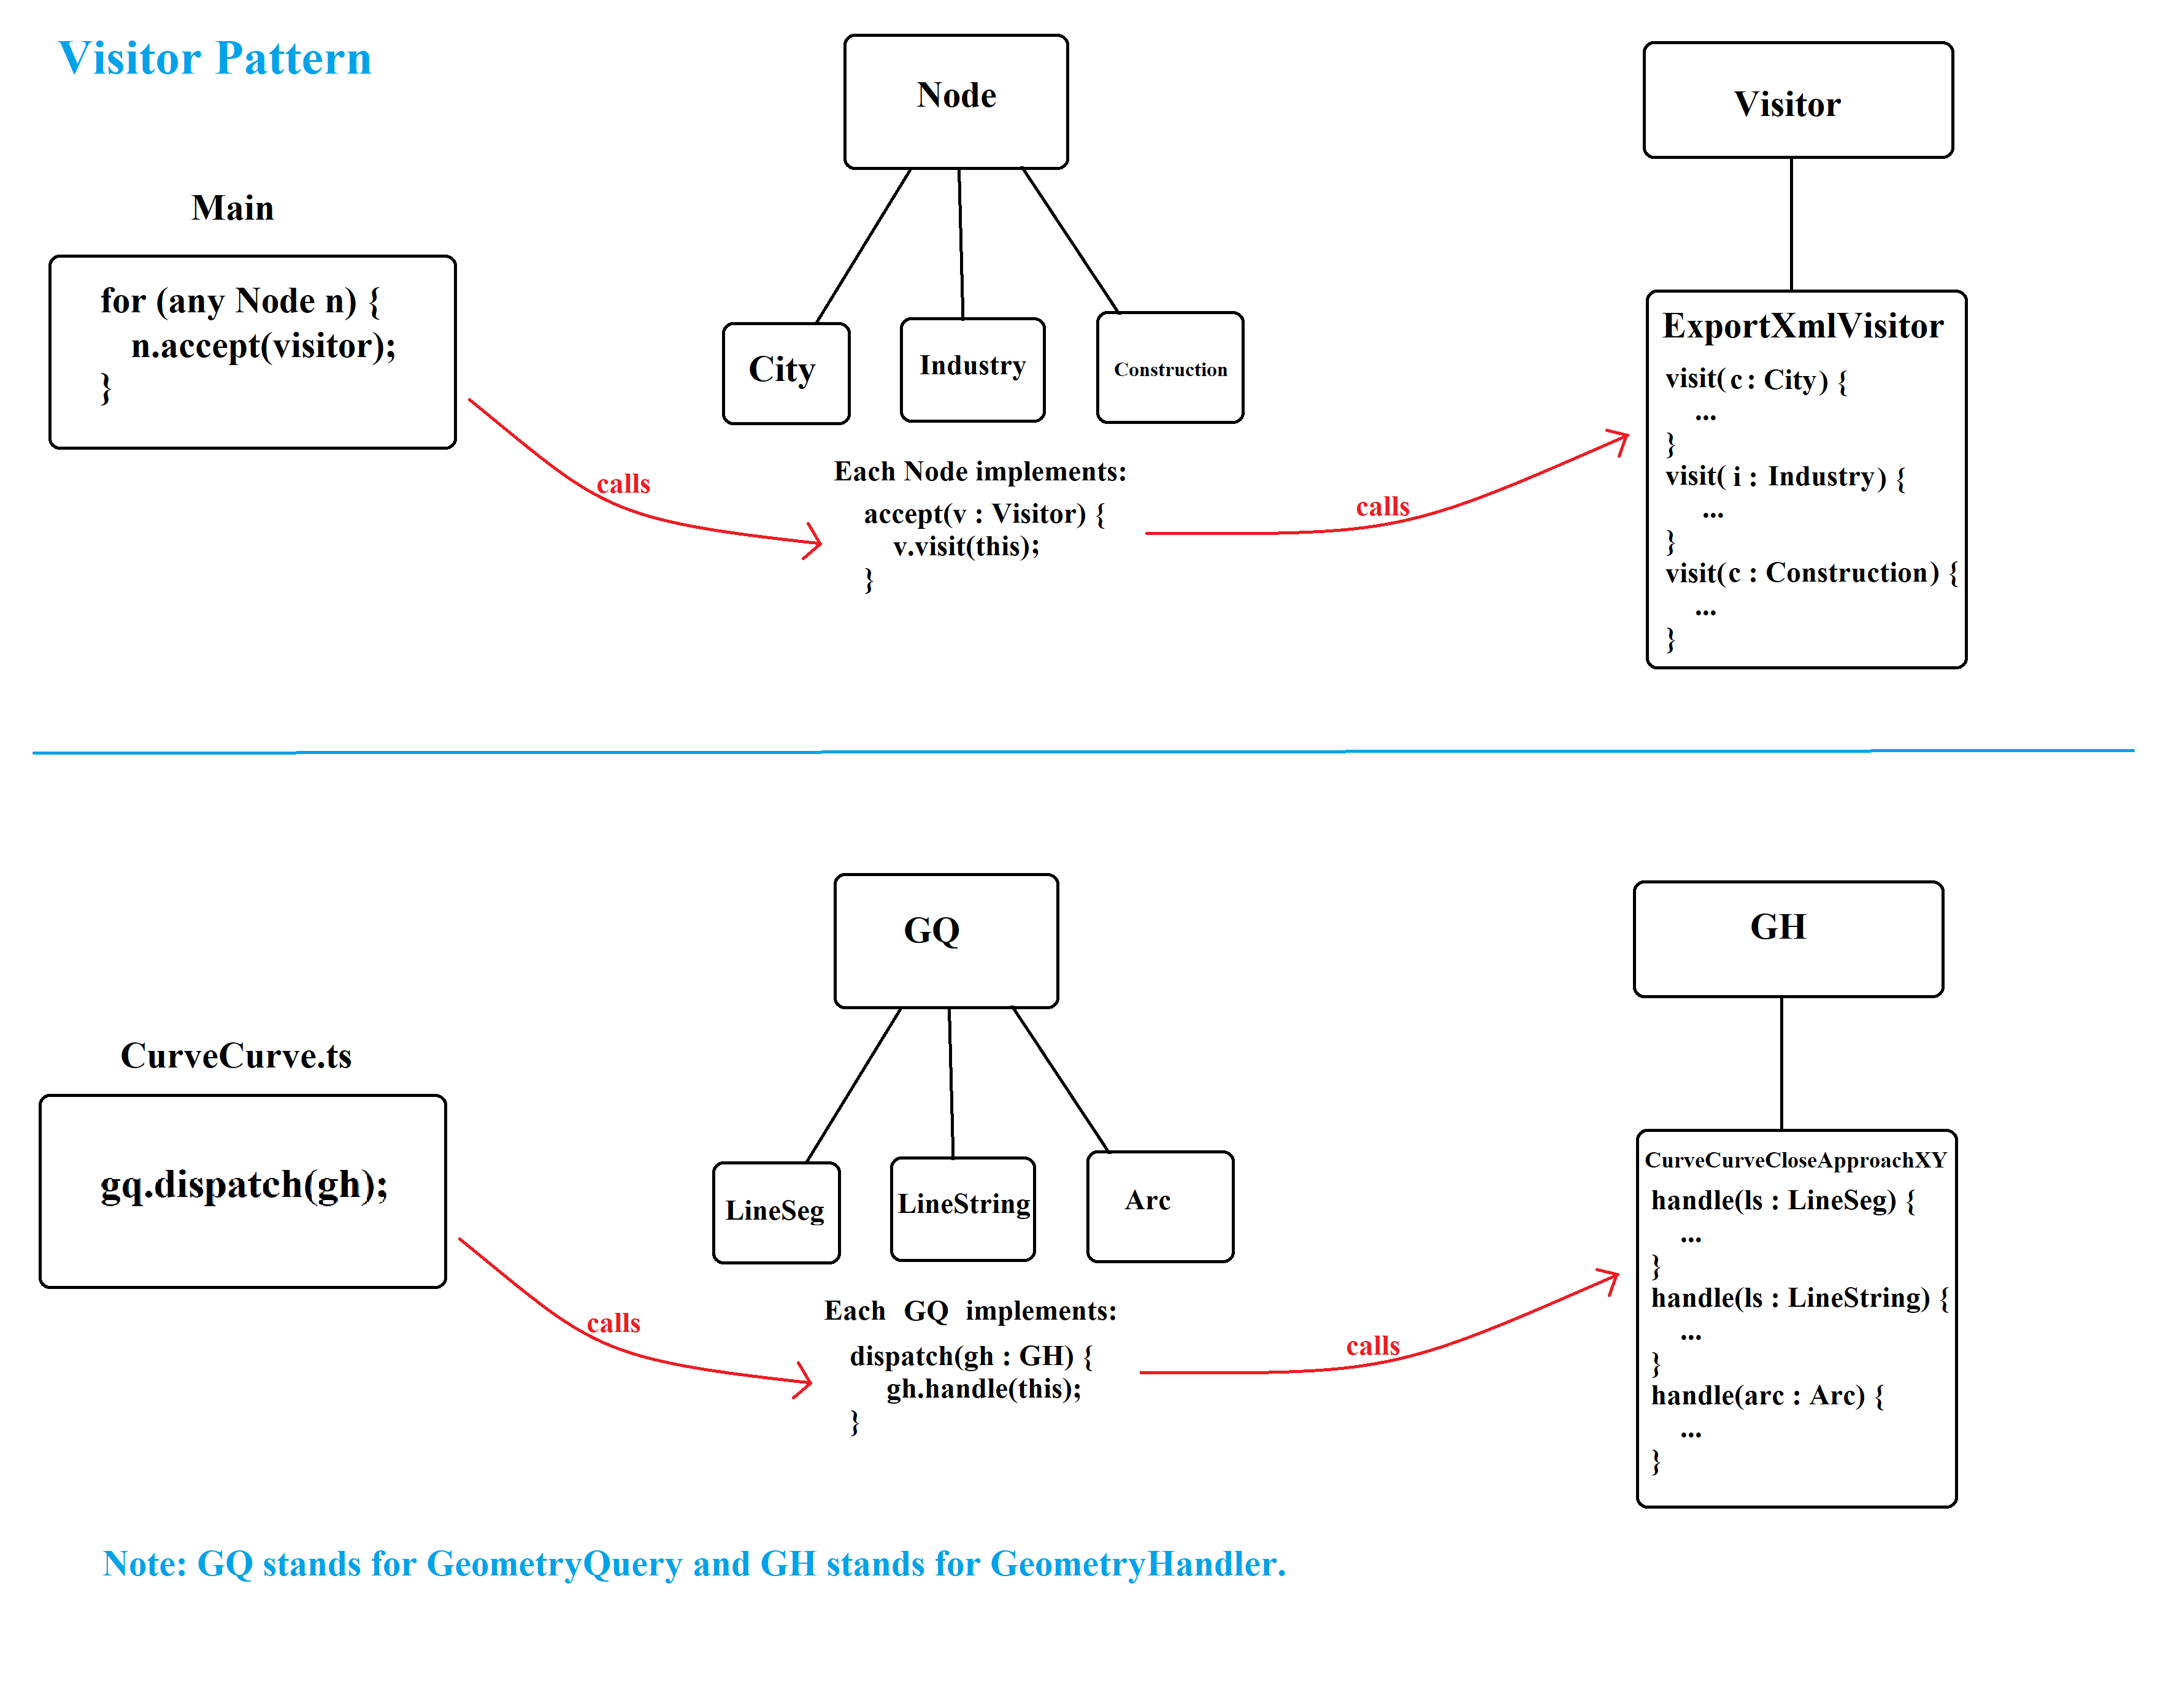 Visitor Pattern
Node
Visitor
Main
for (any Node n) {
n.accept(visitor);
}
City
Industry
Construction
ExportXmlVisitor
visit( c : City) {
...
}
visit( i : Industry) {
...
}
visit( c : Construction) {
...
}
calls
Each Node implements:
accept(v : Visitor) {
v.visit(this);
}
calls
GQ
GH
CurveCurve.ts
gq.dispatch(gh);
LineSeg
LineString
Arc
CurveCurveCloseApproachXY
handle(ls : LineSeg) {
...
}
handle(ls : LineString) {
...
}
handle(arc : Arc) {
...
}
calls
Each GQ implements:
dispatch(gh : GH) {
gh.handle(this);
}
calls
Note: GQ stands for GeometryQuery and GH stands for GeometryHandler.